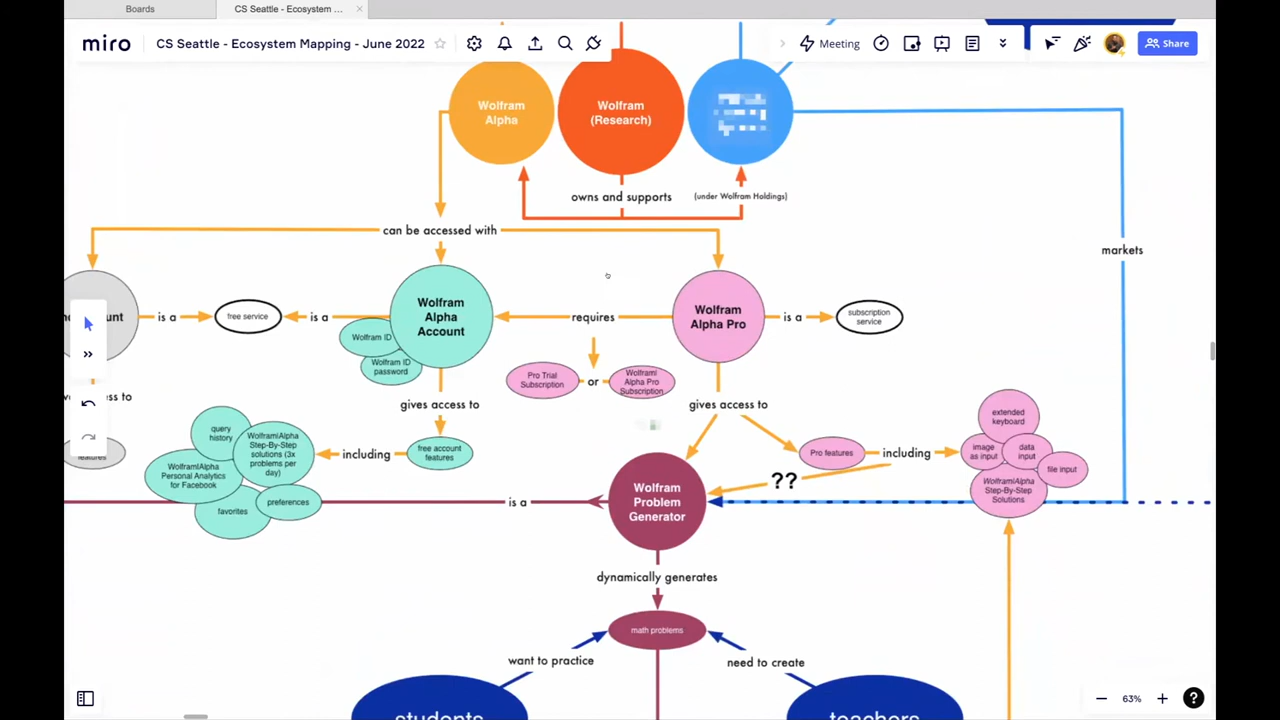 Boards
CS Seattle - Ecosystem ...
miro
CS Seattle - Ecosystem Mapping - June 2022
Meeting
Share
Wolfram
Alpha
Wolfram
(Research)
owns and supports
(under Wolfram Holdings)
can be accessed with
markets
is a
free service
is a
Wolfram
Alpha
Account
requires
Wolfram
Alpha Pro
is a
subscription
service
Wolfram ID
Wolfram ID
password
Pro Trial
Subscription
or
Wolfram|
Alpha Pro
Subscription
gives access to
gives access to
query
history
Wolfram|Alpha
Step-By-Step
solutions (3x
problems per
day)
including
free account
features
Wolfram|Alpha
Personal Analytics
for Facebook
favorites
preferences
Pro features
including
extended
keyboard
image
as input
data
input
file input
Wolfram|Alpha
Step-By-Step
Solutions
features
??
is a
Wolfram
Problem
Generator
dynamically generates
math problems
want to practice
need to create
students
teachers
63%
?